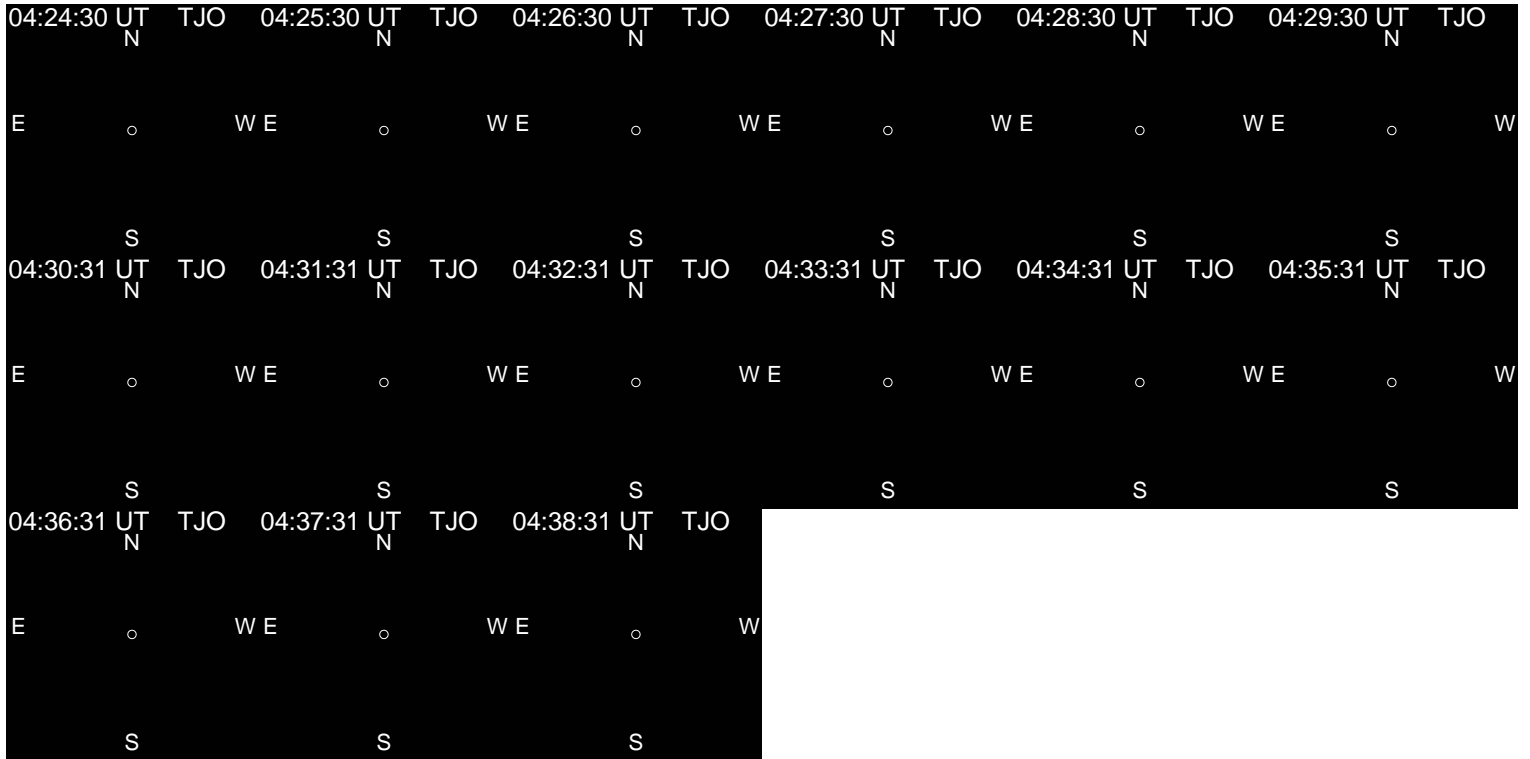 04:24:30 UT TJO 04:25:30 UT TJO 04:26:30 UT TJO 04:27:30 UT TJO 04:28:30 UT TJO 04:29:30 UT TJO
N N N N N N
E W E W E W E W E W E W
S S S S S S
04:30:31 UT TJO 04:31:31 UT TJO 04:32:31 UT TJO 04:33:31 UT TJO 04:34:31 UT TJO 04:35:31 UT TJO
N N N N N N
E W E W E W E W E W E W
S S S S S S
04:36:31 UT TJO 04:37:31 UT TJO 04:38:31 UT TJO
N N N
E W E W E W
S S S